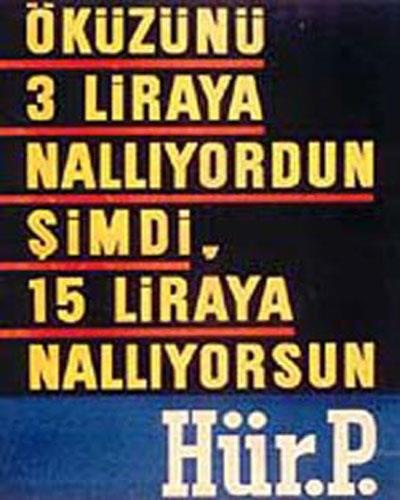 ÖKÜZÜNÜ
3 LİRAYA
NALLIYORDUN
ŞİMDİ,
15 LİRAYA
NALLIYORSUN
Hür.P.